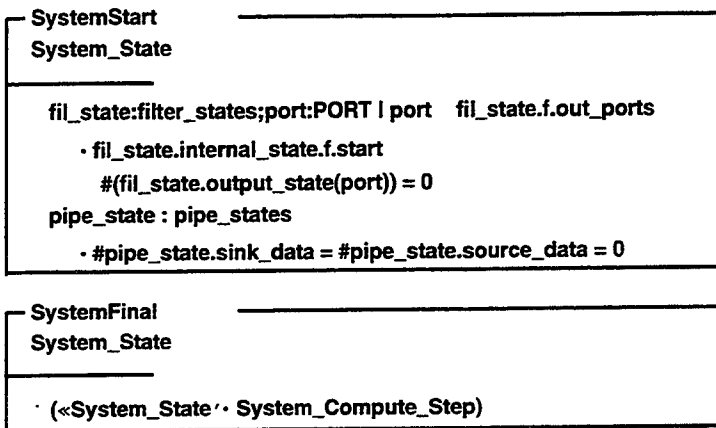 SystemStart
System_State
fil_state:filter_states;port:PORT | port fil_state.f.out_ports
· fil_state.internal_state.f.start
#(fil_state.output_state(port)) = 0
pipe_state : pipe_states
· #pipe_state.sink_data = #pipe_state.source_data = 0
SystemFinal
System_State
(«System_State′· System_Compute_Step)